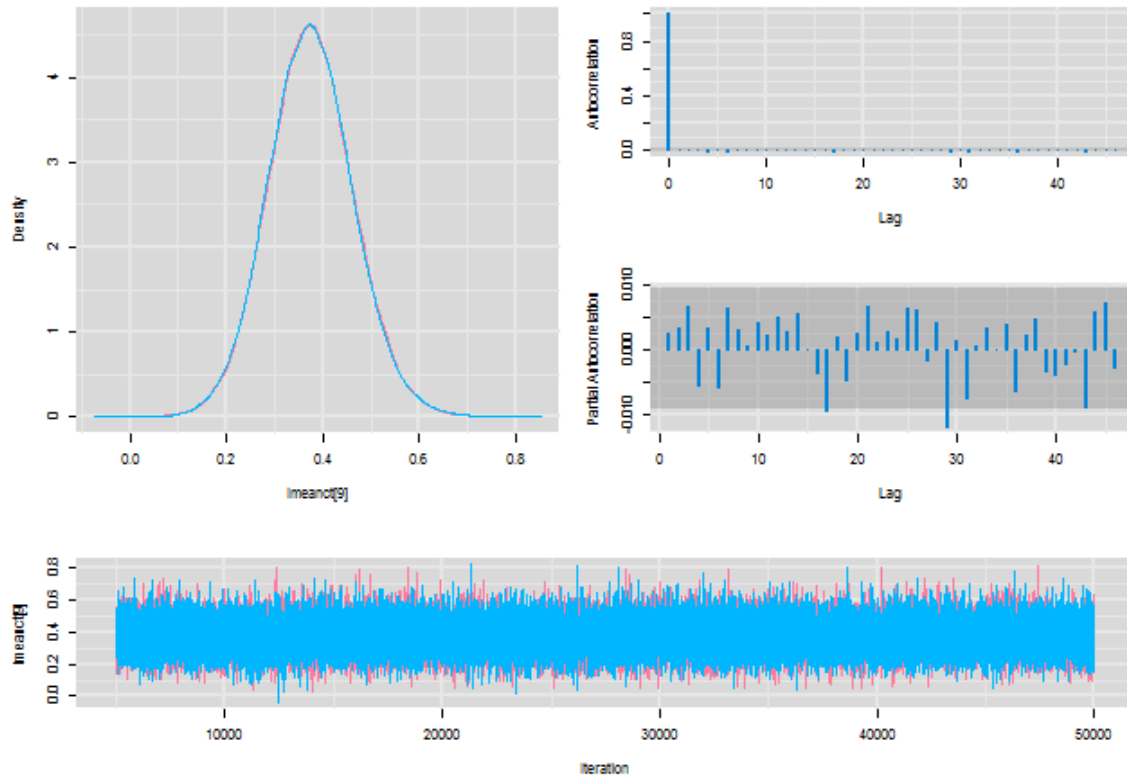 Density
0 1 2 3 4
0.0 0.2 0.4 0.6 0.8
lmeanct[9]
Autocorrelation
0.0 0.4 0.8
0 10 20 30 40
Lag
Partial Autocorrelation
-0.010 0.000 0.010
0 10 20 30 40
Lag
lmeanct[9]
0.0 0.2 0.4 0.6 0.8
10000 20000 30000 40000 50000
Iteration